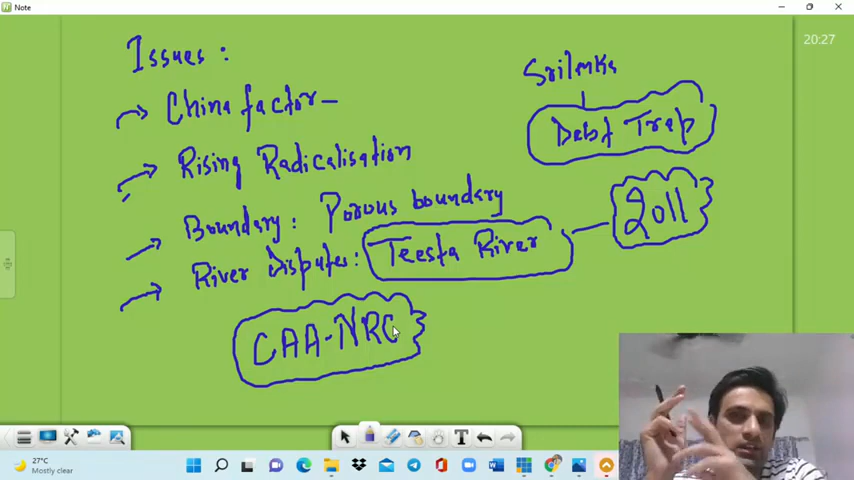 Note
20:27
Issues :
Srilanka
China factor-
Debt Trap
Rising Radicalisation
Boundary : Porous boundary
2011
River Disputes : Teesta River
CAA-NRC
27°C
Mostly clear